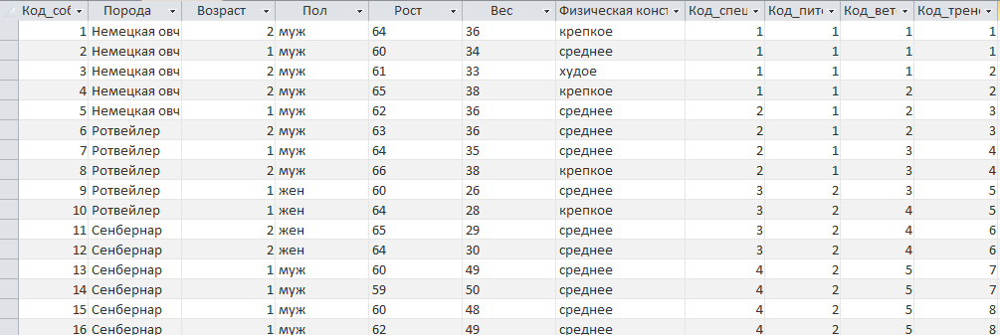 Код_соб Порода Возраст Пол Рост Вес Физическая конст Код_спец Код_пито Код_вет Код_трене
1 Немецкая овч 2 муж 64 36 крепкое 1 1 1 1
2 Немецкая овч 1 муж 60 34 среднее 1 1 1 1
3 Немецкая овч 2 муж 61 33 худое 1 1 1 2
4 Немецкая овч 2 муж 65 38 крепкое 1 1 2 2
5 Немецкая овч 1 муж 62 36 среднее 2 1 2 3
6 Ротвейлер 2 муж 63 36 среднее 2 1 2 3
7 Ротвейлер 1 муж 64 35 среднее 2 1 3 4
8 Ротвейлер 2 муж 66 38 крепкое 2 1 3 4
9 Ротвейлер 1 жен 60 26 среднее 3 2 3 5
10 Ротвейлер 1 жен 64 28 крепкое 3 2 4 5
11 Сенбернар 2 жен 65 29 среднее 3 2 4 6
12 Сенбернар 2 жен 64 30 среднее 3 2 4 6
13 Сенбернар 1 муж 60 49 среднее 4 2 5 7
14 Сенбернар 1 муж 59 50 среднее 4 2 5 7
15 Сенбернар 1 муж 60 48 среднее 4 2 5 8
16 Сенбернар 1 муж 62 49 среднее 4 2 5 8